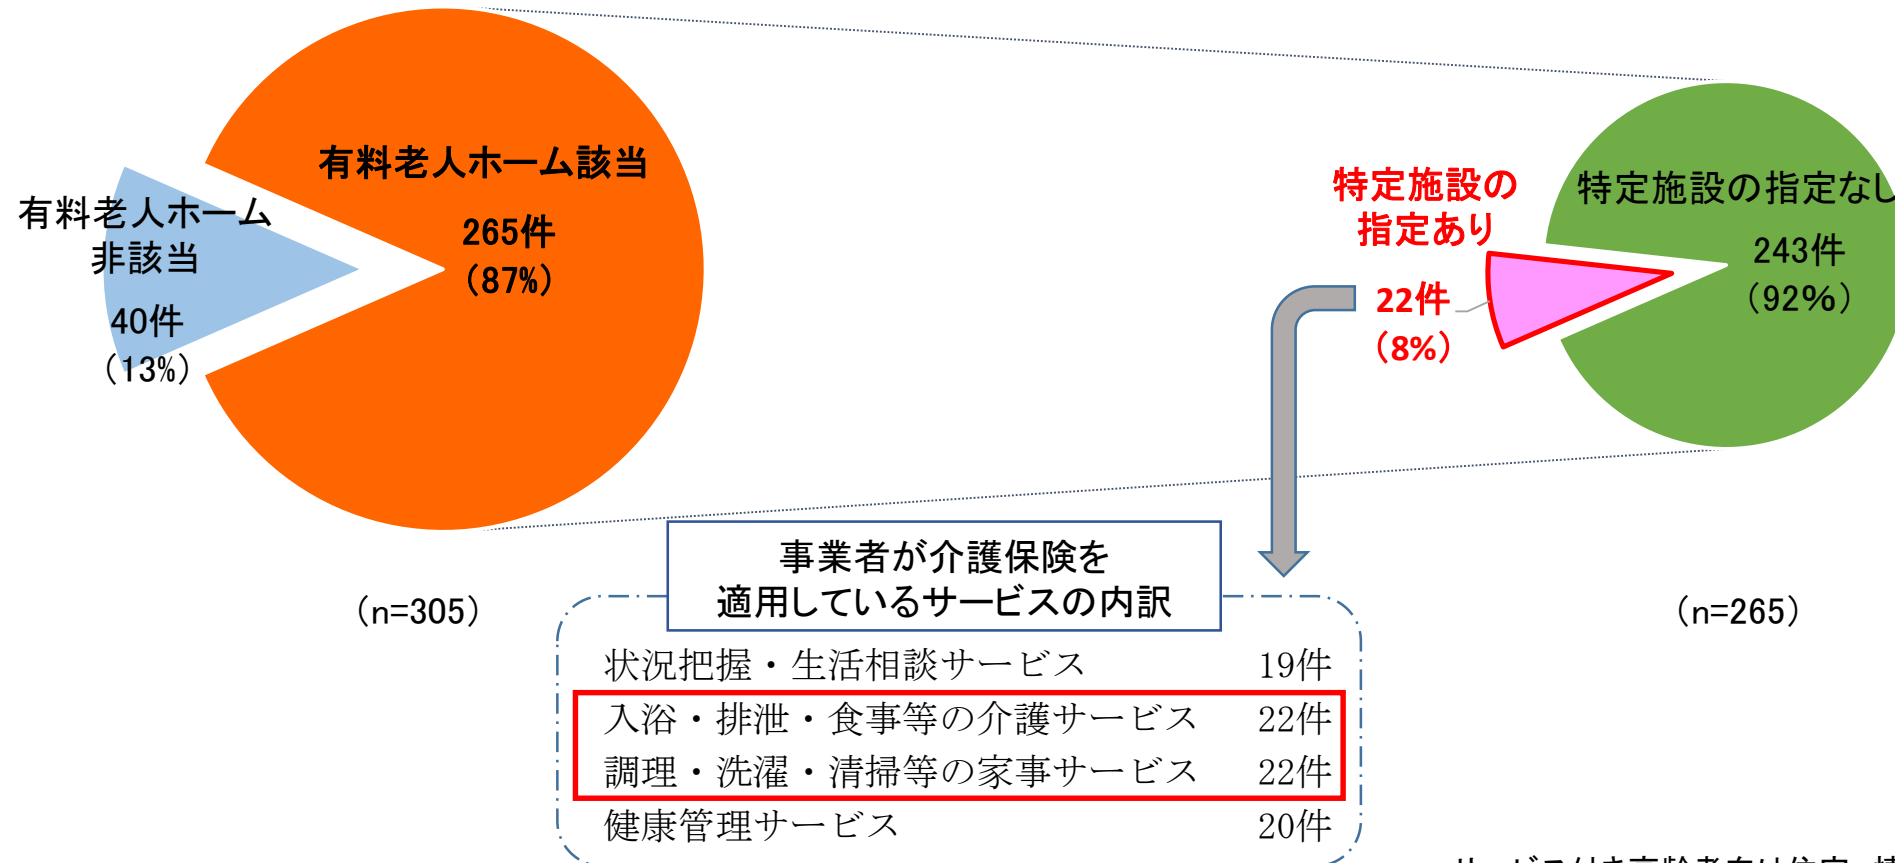 有料老人ホーム該当
265件
(87%)
有料老人ホーム
非該当
40件
(13%)
特定施設の
指定あり
22件
(8%)
特定施設の指定なし
243件
(92%)
(n=305)
(n=265)
事業者が介護保険を
適用しているサービスの内訳
状況把握・生活相談サービス 19件
入浴・排泄・食事等の介護サービス 22件
調理・洗濯・清掃等の家事サービス 22件
健康管理サービス 20件